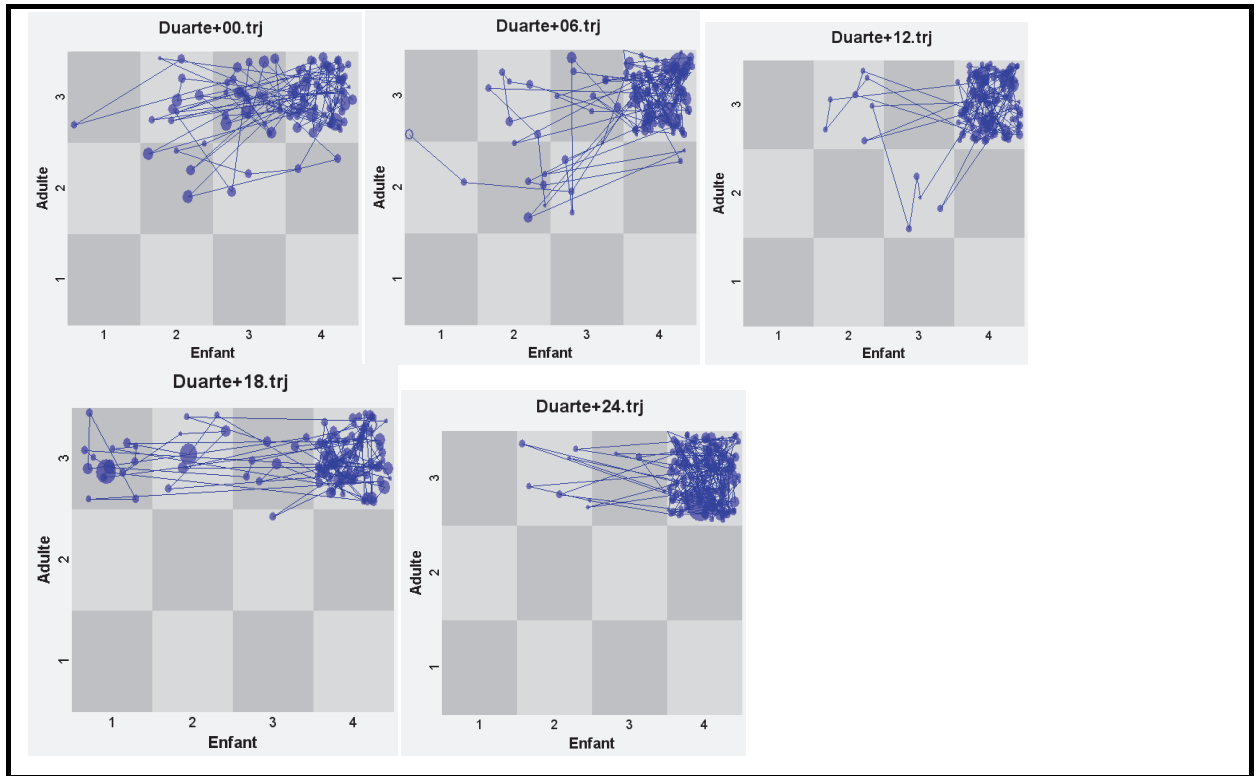 Duarte+00.trj
Adulte
3
2
1
1 2 3 4
Enfant
Duarte+06.trj
Adulte
3
2
1
1 2 3 4
Enfant
Duarte+12.trj
Adulte
3
2
1
1 2 3 4
Enfant
Duarte+18.trj
Adulte
3
2
1
1 2 3 4
Enfant
Duarte+24.trj
Adulte
3
2
1
1 2 3 4
Enfant